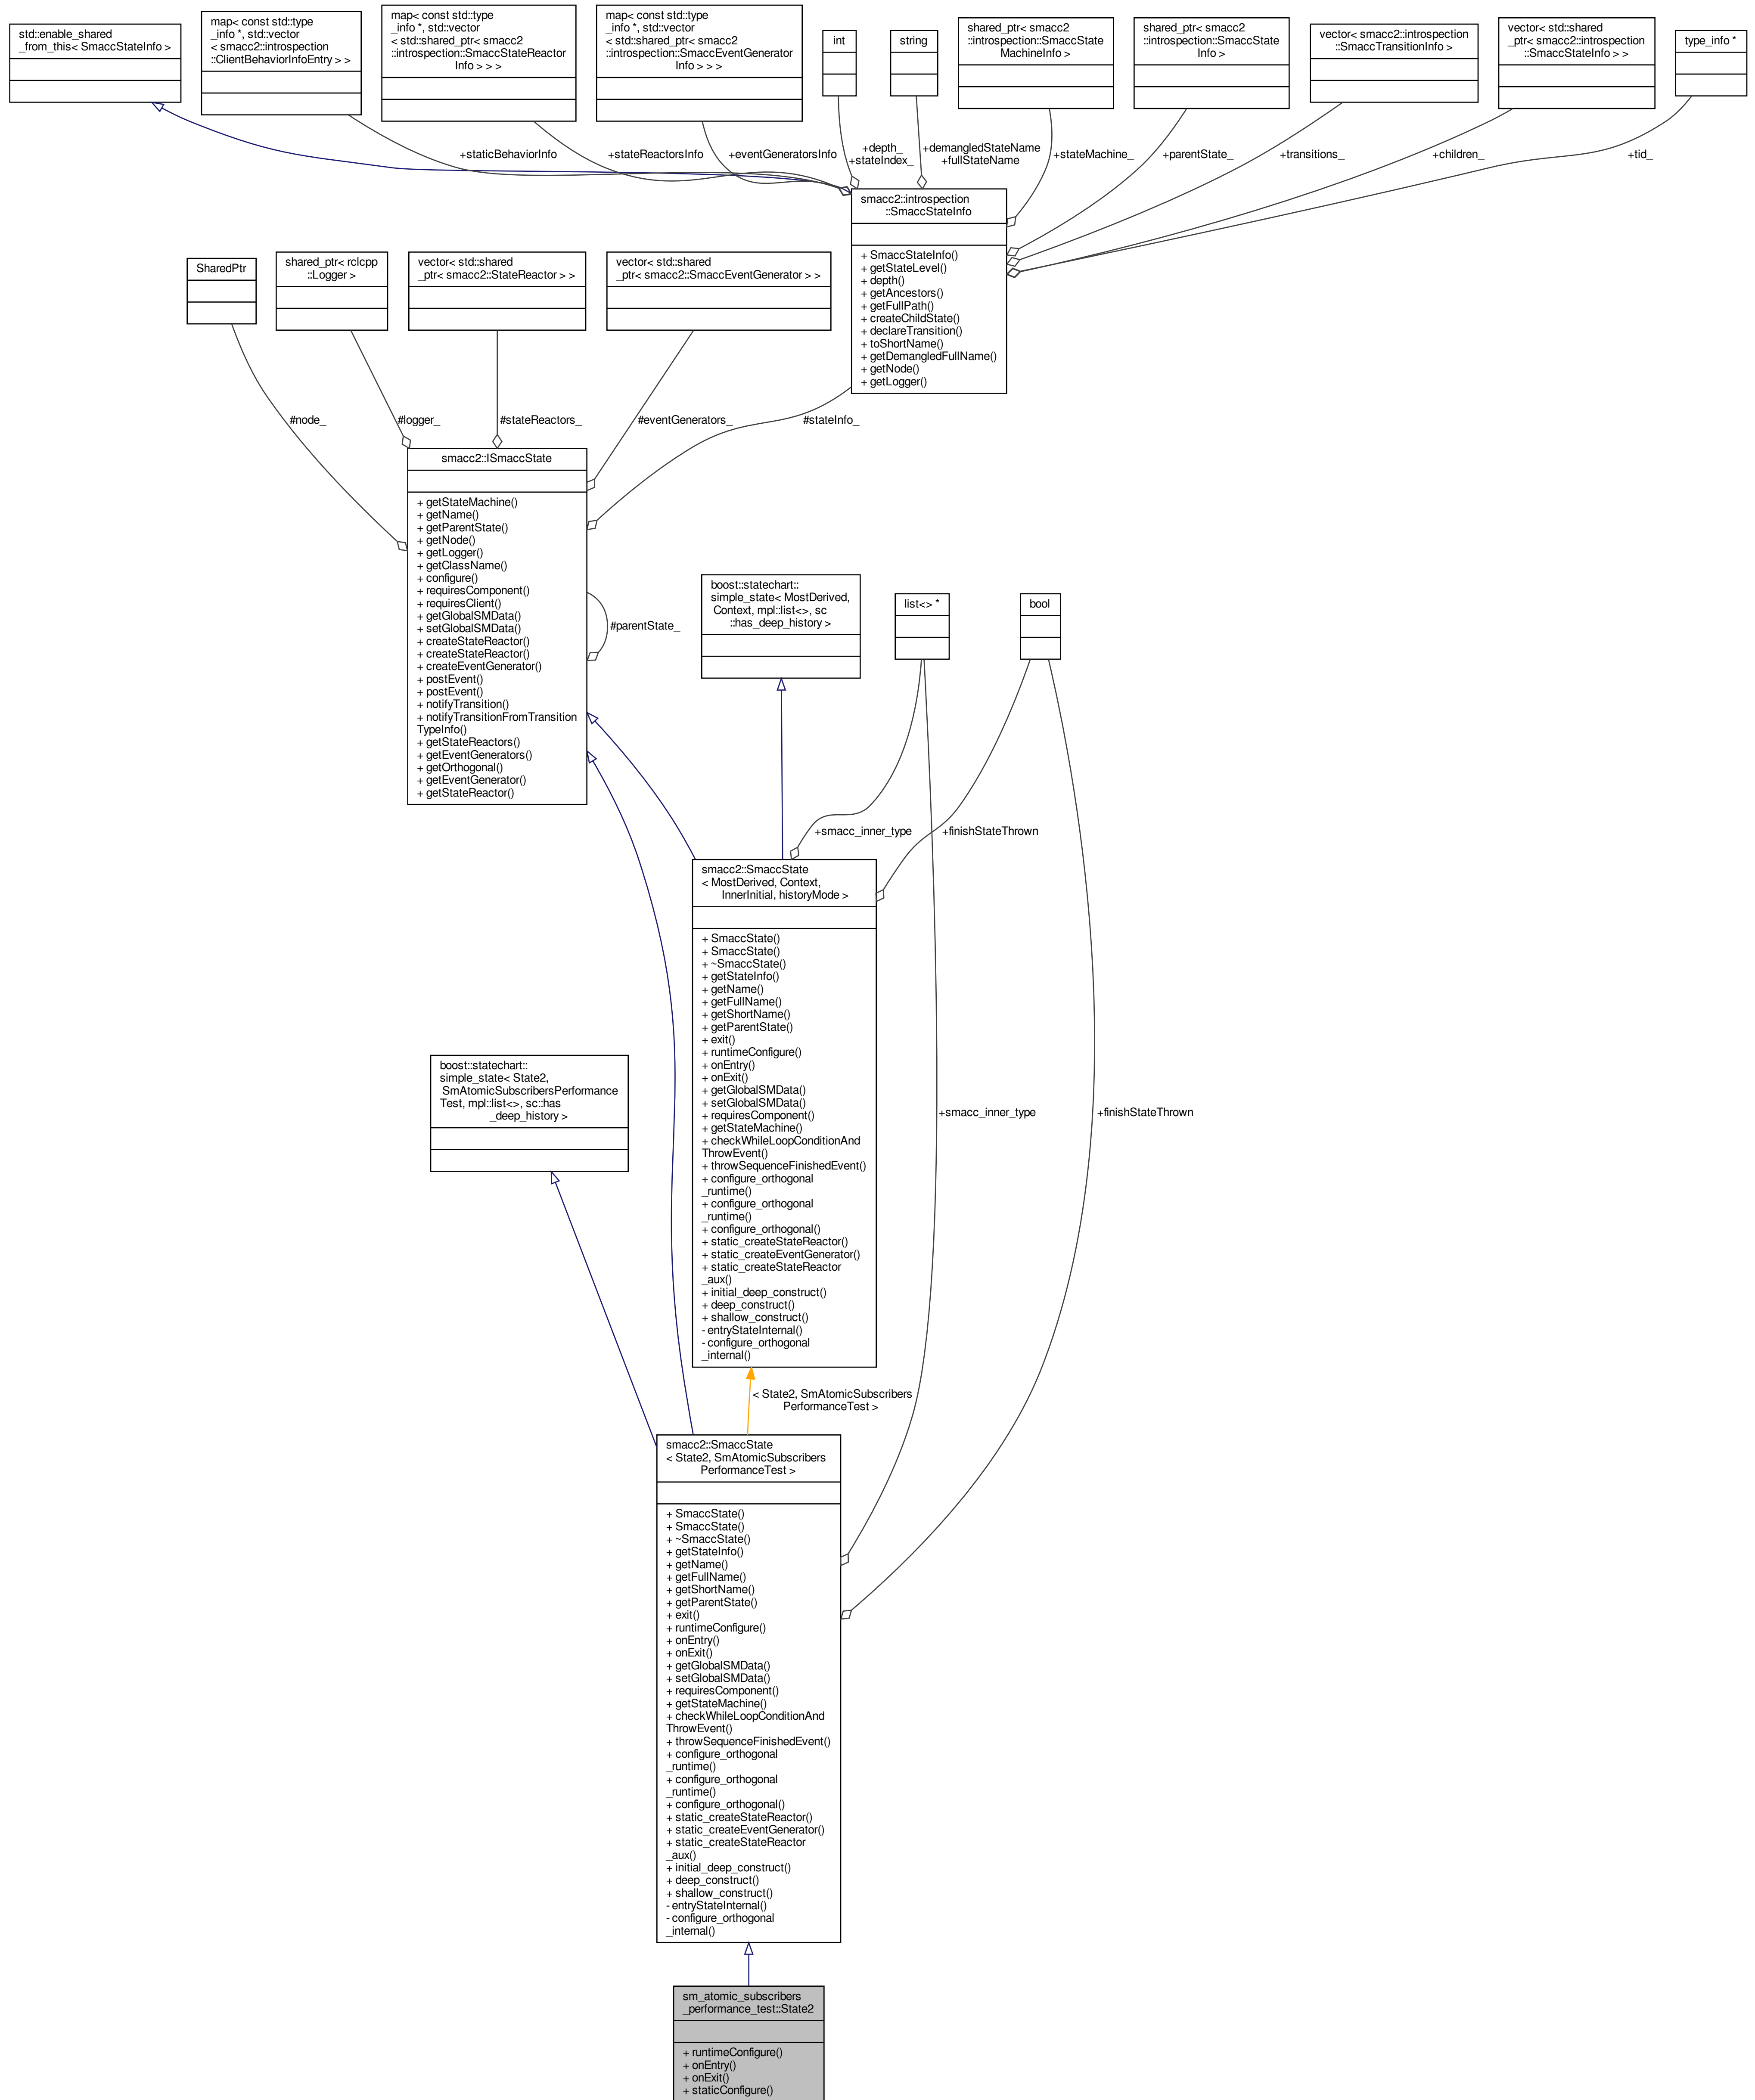 std::enable_shared
_from_this< SmaccStateInfo >
map< const std::type
_info *, std::vector
< smacc2::introspection
::ClientBehaviorInfoEntry > >
map< const std::type
_info *, std::vector
< std::shared_ptr< smacc2
::introspection::SmaccStateReactor
Info > > >
map< const std::type
_info *, std::vector
< std::shared_ptr< smacc2
::introspection::SmaccEventGenerator
Info > > >
int
string
shared_ptr< smacc2
::introspection::SmaccState
MachineInfo >
shared_ptr< smacc2
::introspection::SmaccState
Info >
vector< smacc2::introspection
::SmaccTransitionInfo >
vector< std::shared
_ptr< smacc2::introspection
::SmaccStateInfo > >
type_info *
+staticBehaviorInfo
+stateReactorsInfo
+eventGeneratorsInfo
+depth_
+stateIndex_
+demangledStateName
+fullStateName
+stateMachine_
+parentState_
+transitions_
+children_
+tid_
smacc2::introspection
::SmaccStateInfo
+ SmaccStateInfo()
+ getStateLevel()
+ depth()
+ getAncestors()
+ getFullPath()
+ createChildState()
+ declareTransition()
+ toShortName()
+ getDemangledFullName()
+ getNode()
+ getLogger()
SharedPtr
shared_ptr< rclcpp
::Logger >
vector< std::shared
_ptr< smacc2::StateReactor > >
vector< std::shared
_ptr< smacc2::SmaccEventGenerator > >
#node_
#logger_
#stateReactors_
#eventGenerators_
#stateInfo_
smacc2::ISmaccState
+ getStateMachine()
+ getName()
+ getParentState()
+ getNode()
+ getLogger()
+ getClassName()
+ configure()
+ requiresComponent()
+ requiresClient()
+ getGlobalSMData()
+ setGlobalSMData()
+ createStateReactor()
+ createStateReactor()
+ createEventGenerator()
+ postEvent()
+ postEvent()
+ notifyTransition()
+ notifyTransitionFromTransition
TypeInfo()
+ getStateReactors()
+ getEventGenerators()
+ getOrthogonal()
+ getEventGenerator()
+ getStateReactor()
#parentState_
boost::statechart::
simple_state< MostDerived,
Context, mpl::list<>, sc
::has_deep_history >
list<> *
bool
+smacc_inner_type
+finishStateThrown
smacc2::SmaccState
< MostDerived, Context,
InnerInitial, historyMode >
+ SmaccState()
+ SmaccState()
+ ~SmaccState()
+ getStateInfo()
+ getName()
+ getFullName()
+ getShortName()
+ getParentState()
+ exit()
+ runtimeConfigure()
+ onEntry()
+ onExit()
+ getGlobalSMData()
+ setGlobalSMData()
+ requiresComponent()
+ getStateMachine()
+ checkWhileLoopConditionAnd
ThrowEvent()
+ throwSequenceFinishedEvent()
+ configure_orthogonal
_runtime()
+ configure_orthogonal
_runtime()
+ configure_orthogonal()
+ static_createStateReactor()
+ static_createEventGenerator()
+ static_createStateReactor
_aux()
+ initial_deep_construct()
+ deep_construct()
+ shallow_construct()
- entryStateInternal()
- configure_orthogonal
_internal()
boost::statechart::
simple_state< State2,
SmAtomicSubscribersPerformance
Test, mpl::list<>, sc::has
_deep_history >
+smacc_inner_type
+finishStateThrown
< State2, SmAtomicSubscribers
PerformanceTest >
smacc2::SmaccState
< State2, SmAtomicSubscribers
PerformanceTest >
+ SmaccState()
+ SmaccState()
+ ~SmaccState()
+ getStateInfo()
+ getName()
+ getFullName()
+ getShortName()
+ getParentState()
+ exit()
+ runtimeConfigure()
+ onEntry()
+ onExit()
+ getGlobalSMData()
+ setGlobalSMData()
+ requiresComponent()
+ getStateMachine()
+ checkWhileLoopConditionAnd
ThrowEvent()
+ throwSequenceFinishedEvent()
+ configure_orthogonal
_runtime()
+ configure_orthogonal
_runtime()
+ configure_orthogonal()
+ static_createStateReactor()
+ static_createEventGenerator()
+ static_createStateReactor
_aux()
+ initial_deep_construct()
+ deep_construct()
+ shallow_construct()
- entryStateInternal()
- configure_orthogonal
_internal()
sm_atomic_subscribers
_performance_test::State2
+ runtimeConfigure()
+ onEntry()
+ onExit()
+ staticConfigure()